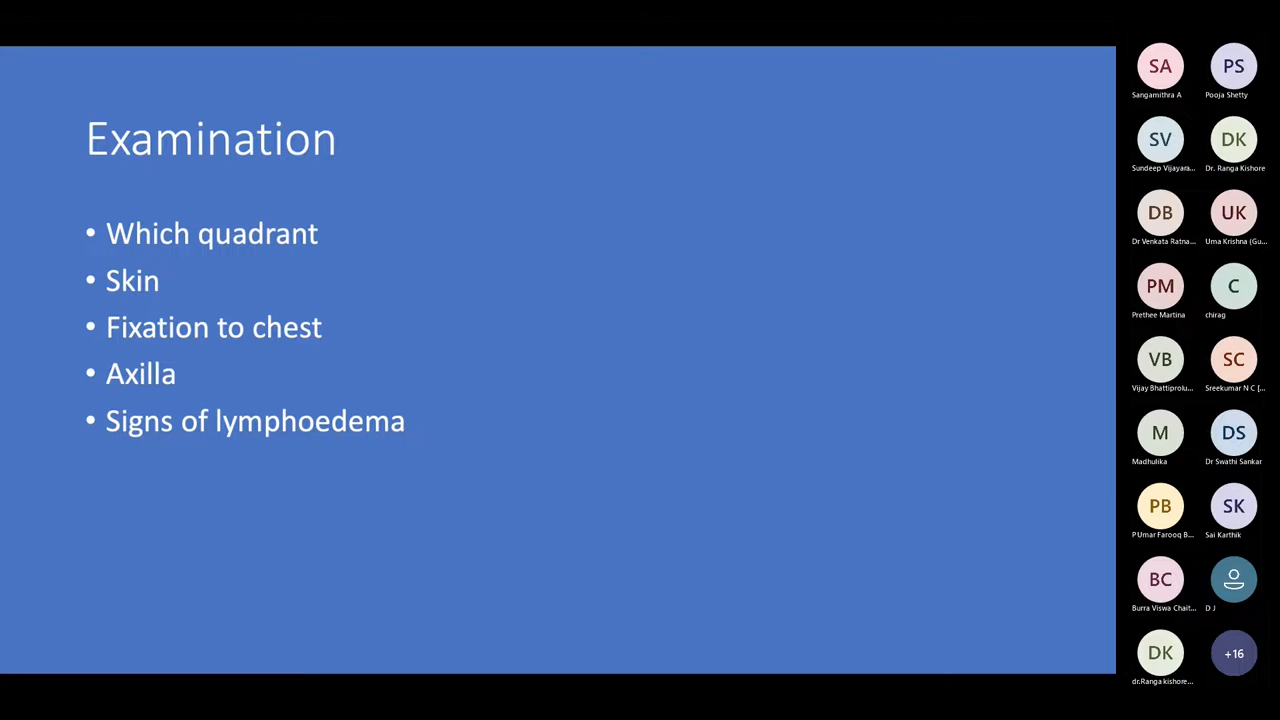 Examination
• Which quadrant
• Skin
• Fixation to chest
• Axilla
• Signs of lymphoedema
SA PS
Sangamithra A Pooja Shetty
SV DK
Sundeep Vijayara... Dr. Ranga Kishore
DB UK
Dr Venkata Ratna... Uma Krishna (Gu...
PM C
Prethee Martina chirag
VB SC
Vijay Bhattiprolu... Sreekumar N C [...
M DS
Madhulika Dr Swathi Sankar
PB SK
P Umar Farooq B... Sai Karthik
BC
Burra Viswa Chait... D J
DK +16
dr.Ranga kishore...